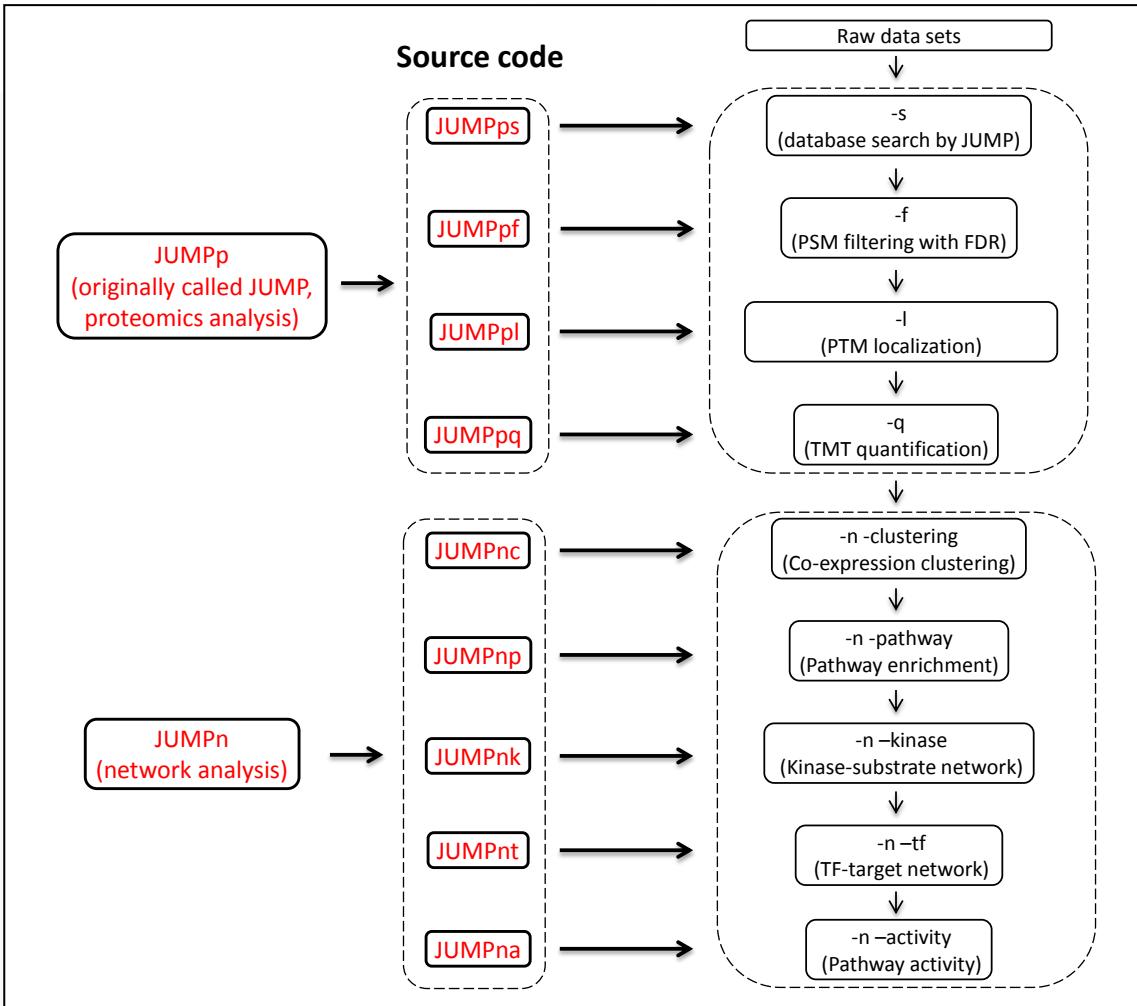 Raw data sets
Source code
JUMPps
-s
(database search by JUMP)
JUMPpf
-f
(PSM filtering with FDR)
JUMPp
(originally called JUMP,
proteomics analysis)
JUMPpl
-l
(PTM localization)
JUMPpq
-q
(TMT quantification)
JUMPnc
-n -clustering
(Co-expression clustering)
JUMPnp
-n -pathway
(Pathway enrichment)
JUMPn
(network analysis)
JUMPnk
-n –kinase
(Kinase-substrate network)
JUMPnt
-n –tf
(TF-target network)
JUMPna
-n –activity
(Pathway activity)